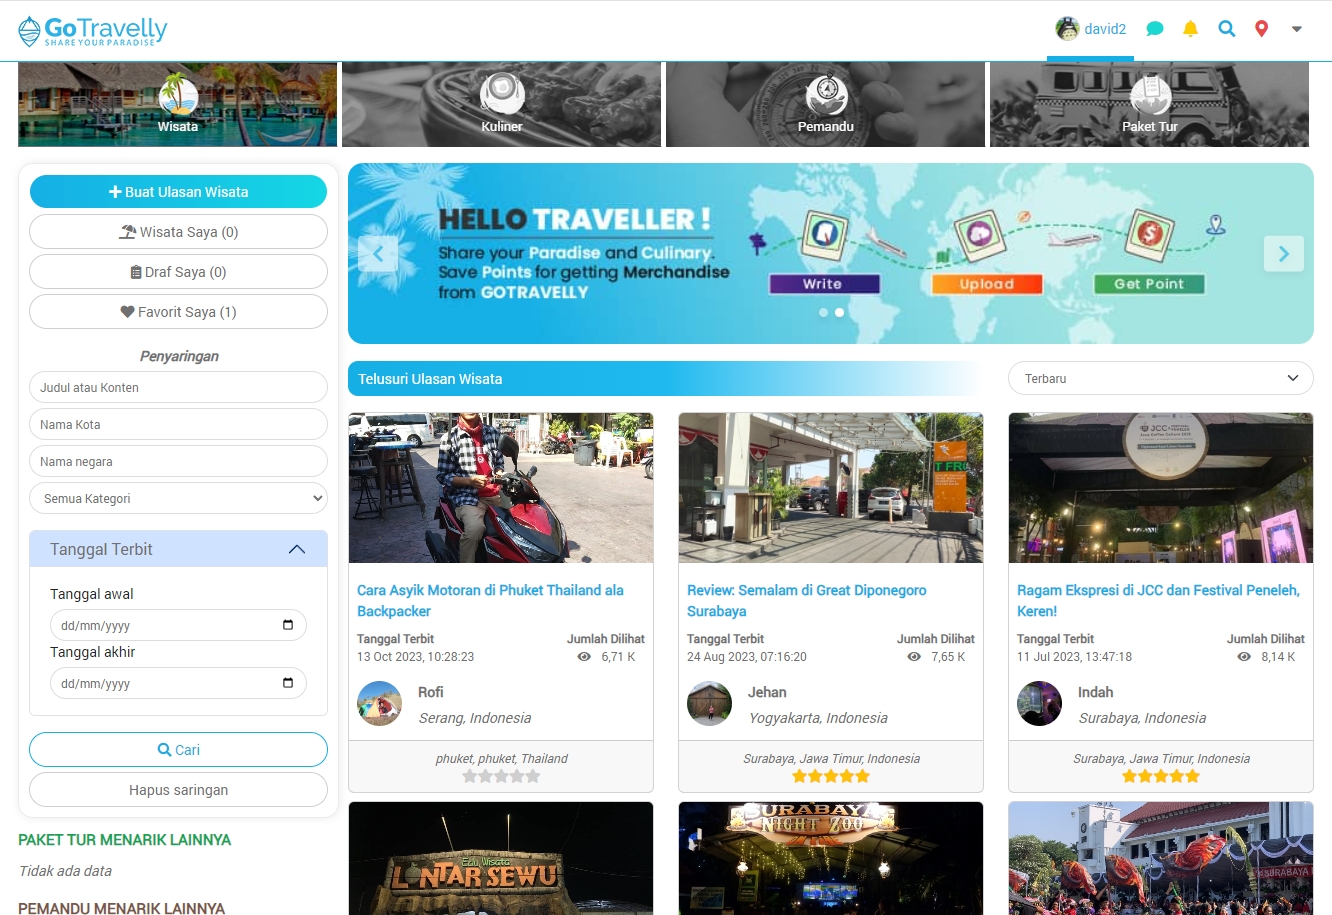 GoTravelly
SHARE YOUR PARADISE
david2
Wisata
Kuliner
Pemandu
Paket Tur
Buat Ulasan Wisata
Wisata Saya (0)
Draf Saya (0)
Favorit Saya (1)
Penyaringan
Judul atau Konten
Nama Kota
Nama negara
Semua Kategori
Tanggal Terbit
Tanggal awal
dd/mm/yyyy
Tanggal akhir
dd/mm/yyyy
Cari
Hapus saringan
PAKET TUR MENARIK LAINNYA
Tidak ada data
PEMANDU MENARIK LAINNYA
HELLO TRAVELLER !
Share your Paradise and Culinary.
Save Points for getting Merchandise
from GOTRAVELLY
Write
Upload
Get Point
Telusuri Ulasan Wisata
Terbaru
Cara Asyik Motoran di Phuket Thailand ala
Backpacker
Tanggal Terbit
Jumlah Dilihat
13 Oct 2023, 10:28:23
6,71 K
Rofi
Serang, Indonesia
phuket, phuket, Thailand
Review: Semalam di Great Diponegoro
Surabaya
Tanggal Terbit
Jumlah Dilihat
24 Aug 2023, 07:16:20
7,65 K
Jehan
Yogyakarta, Indonesia
Surabaya, Jawa Timur, Indonesia
JCC
Ragam Ekspresi di JCC dan Festival Peneleh,
Keren!
Tanggal Terbit
Jumlah Dilihat
11 Jul 2023, 13:47:18
8,14 K
Indah
Surabaya, Indonesia
Surabaya, Jawa Timur, Indonesia
Edu Wisata
LONTAR SEWU
SURABAYA
NIGHT ZOO
SURABAYA